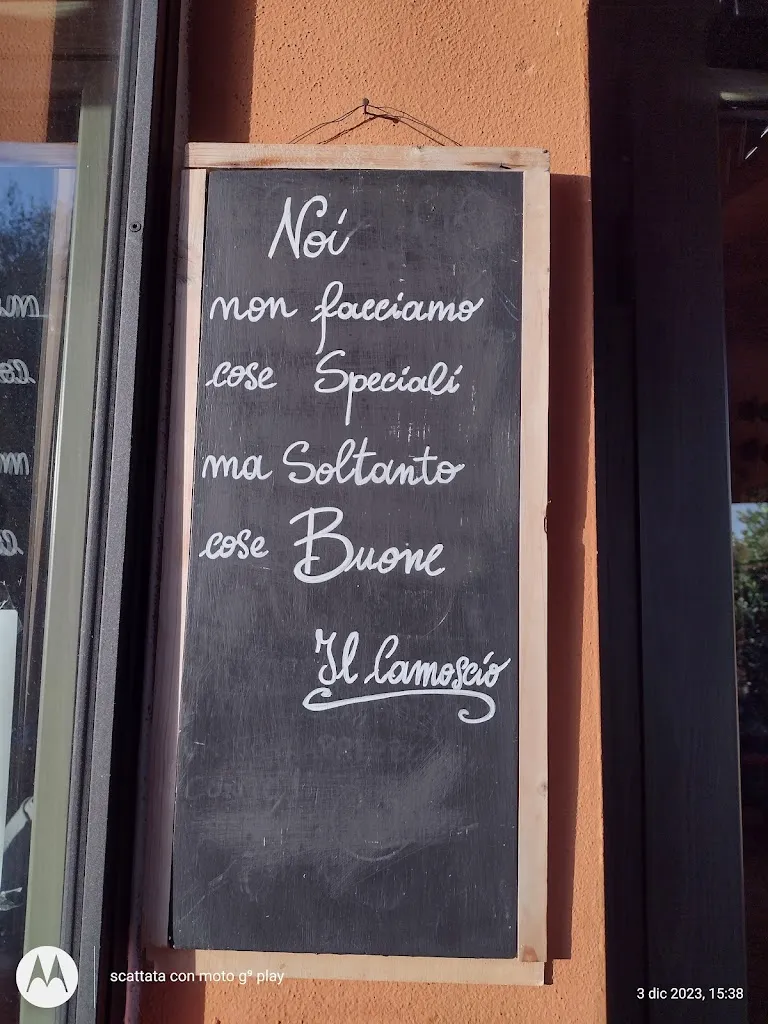 Noi
non facciamo
cose Speciali
ma Soltanto
cose Buone
Il Camoscio
scattata con moto g⁹ play
3 dic 2023, 15:38